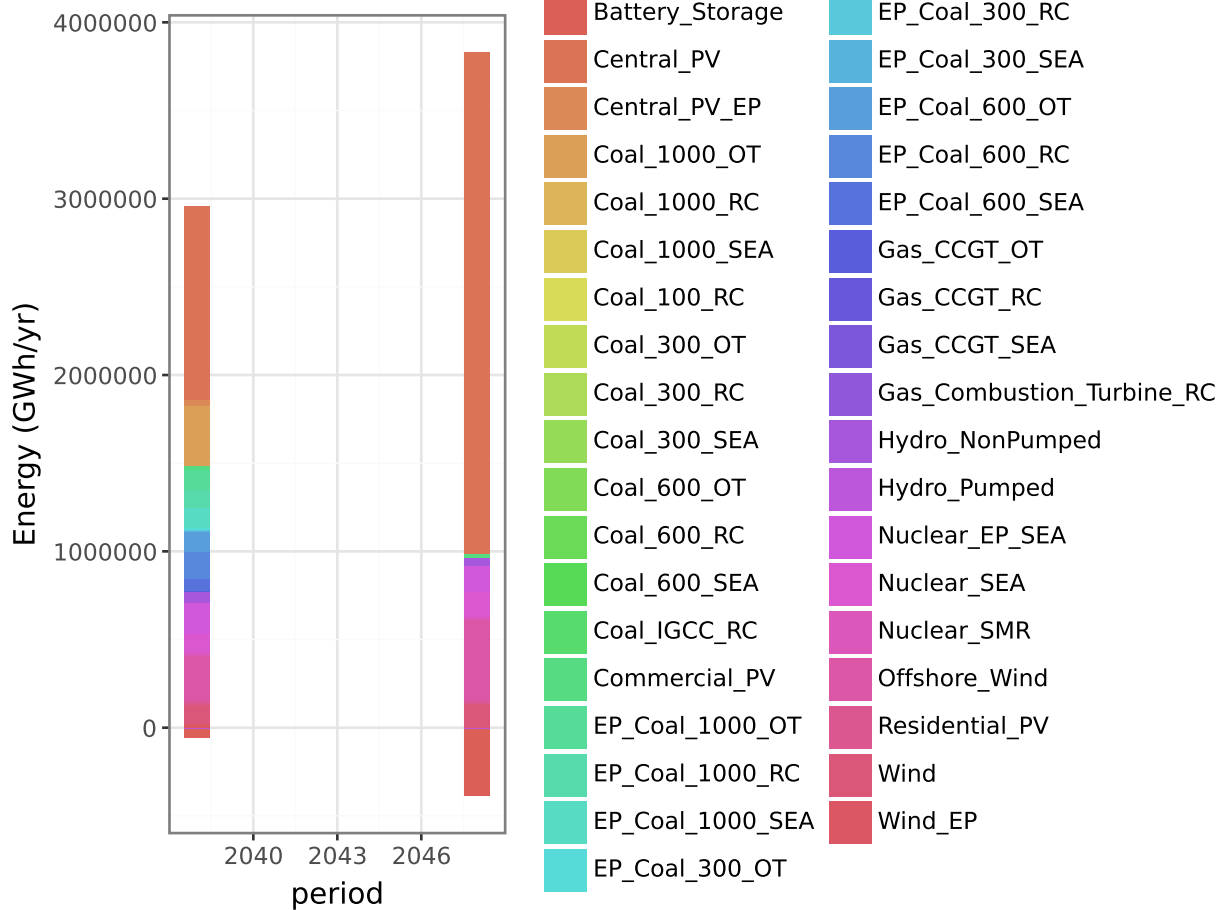 4000000
3000000
2000000
1000000
0
Energy (GWh/yr)
2040
2043
2046
period
Battery_Storage
Central_PV
Central_PV_EP
Coal_1000_OT
Coal_1000_RC
Coal_1000_SEA
Coal_100_RC
Coal_300_OT
Coal_300_RC
Coal_300_SEA
Coal_600_OT
Coal_600_RC
Coal_600_SEA
Coal_IGCC_RC
Commercial_PV
EP_Coal_1000_OT
EP_Coal_1000_RC
EP_Coal_1000_SEA
EP_Coal_300_OT
EP_Coal_300_RC
EP_Coal_300_SEA
EP_Coal_600_OT
EP_Coal_600_RC
EP_Coal_600_SEA
Gas_CCGT_OT
Gas_CCGT_RC
Gas_CCGT_SEA
Gas_Combustion_Turbine_RC
Hydro_NonPumped
Hydro_Pumped
Nuclear_EP_SEA
Nuclear_SEA
Nuclear_SMR
Offshore_Wind
Residential_PV
Wind
Wind_EP